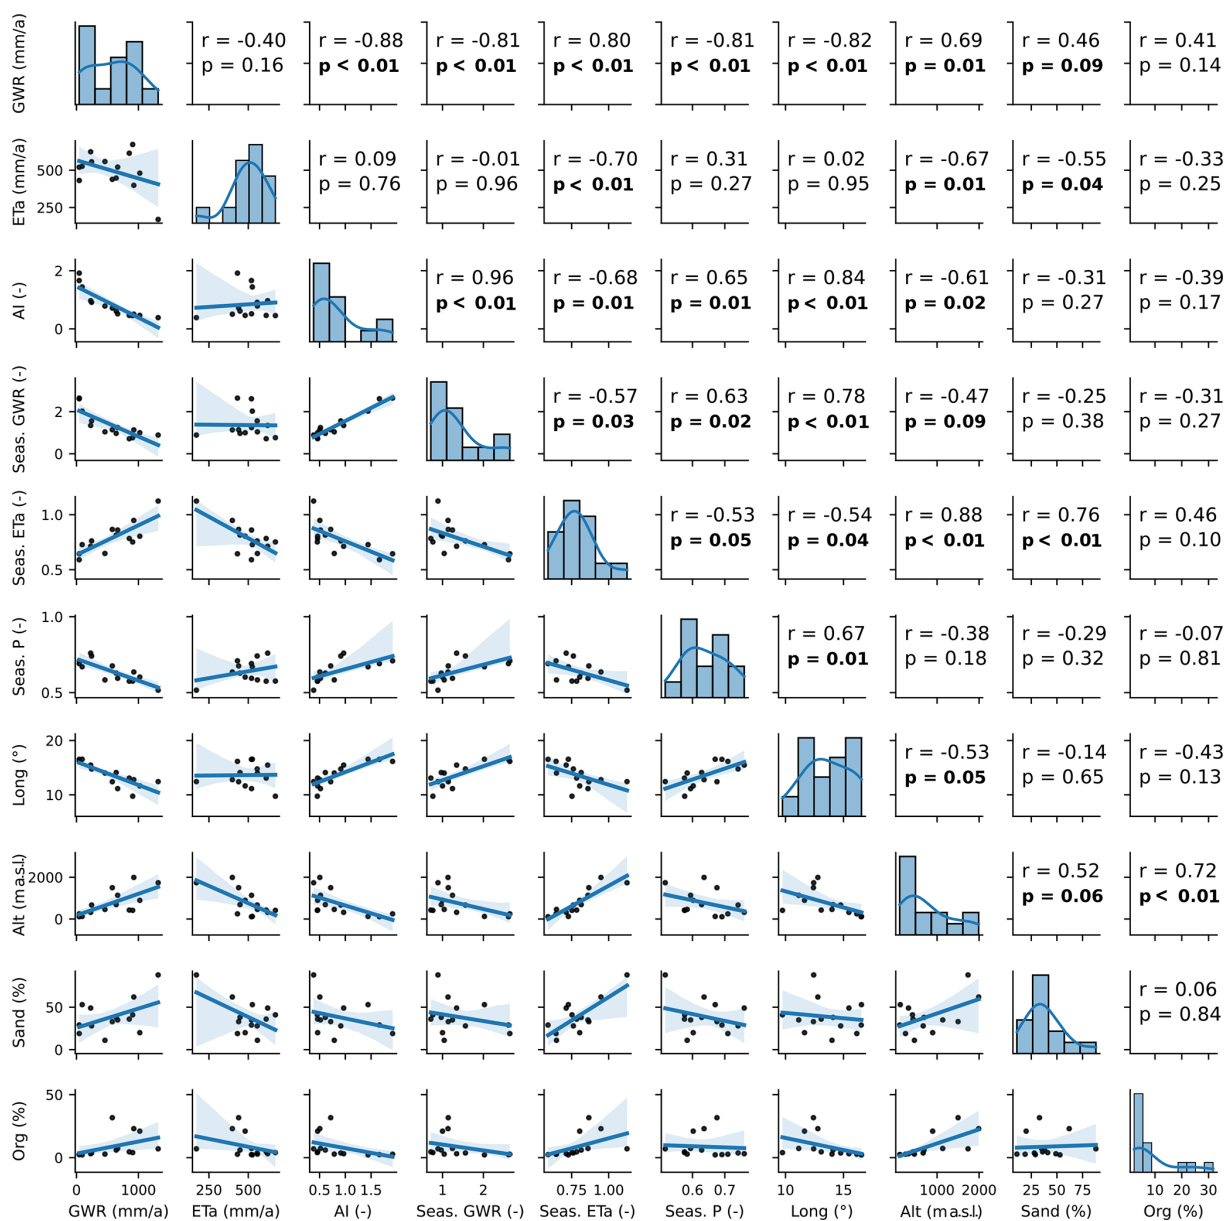 GWR (mm/a)
r = -0.40
p = 0.16
r = -0.88
p < 0.01
r = -0.81
p < 0.01
r = 0.80
p < 0.01
r = -0.81
p < 0.01
r = -0.82
p < 0.01
r = 0.69
p = 0.01
r = 0.46
p = 0.09
r = 0.41
p = 0.14
ETa (mm/a)
500
250
r = 0.09
p = 0.76
r = -0.01
p = 0.96
r = -0.70
p < 0.01
r = 0.31
p = 0.27
r = 0.02
p = 0.95
r = -0.67
p = 0.01
r = -0.55
p = 0.04
r = -0.33
p = 0.25
AI (-)
2
0
r = 0.96
p < 0.01
r = -0.68
p = 0.01
r = 0.65
p = 0.01
r = 0.84
p < 0.01
r = -0.61
p = 0.02
r = -0.31
p = 0.27
r = -0.39
p = 0.17
Seas. GWR (-)
2
0
r = -0.57
p = 0.03
r = 0.63
p = 0.02
r = 0.78
p < 0.01
r = -0.47
p = 0.09
r = -0.25
p = 0.38
r = -0.31
p = 0.27
Seas. ETa (-)
1.0
0.5
r = -0.53
p = 0.05
r = -0.54
p = 0.04
r = 0.88
p < 0.01
r = 0.76
p < 0.01
r = 0.46
p = 0.10
Seas. P (-)
1.0
0.5
r = 0.67
p = 0.01
r = -0.38
p = 0.18
r = -0.29
p = 0.32
r = -0.07
p = 0.81
Long (°)
20
10
r = -0.53
p = 0.05
r = -0.14
p = 0.65
r = -0.43
p = 0.13
Alt (m a.s.l.)
2000
0
r = 0.52
p = 0.06
r = 0.72
p < 0.01
Sand (%)
50
0
r = 0.06
p = 0.84
Org (%)
50
0
0 1000
250 500
0.5 1.0 1.5
1 2
0.75 1.00
0.6 0.7
10 15
1000 2000
25 50 75
10 20 30
GWR (mm/a)
ETa (mm/a)
AI (-)
Seas. GWR (-)
Seas. ETa (-)
Seas. P (-)
Long (°)
Alt (m a.s.l.)
Sand (%)
Org (%)